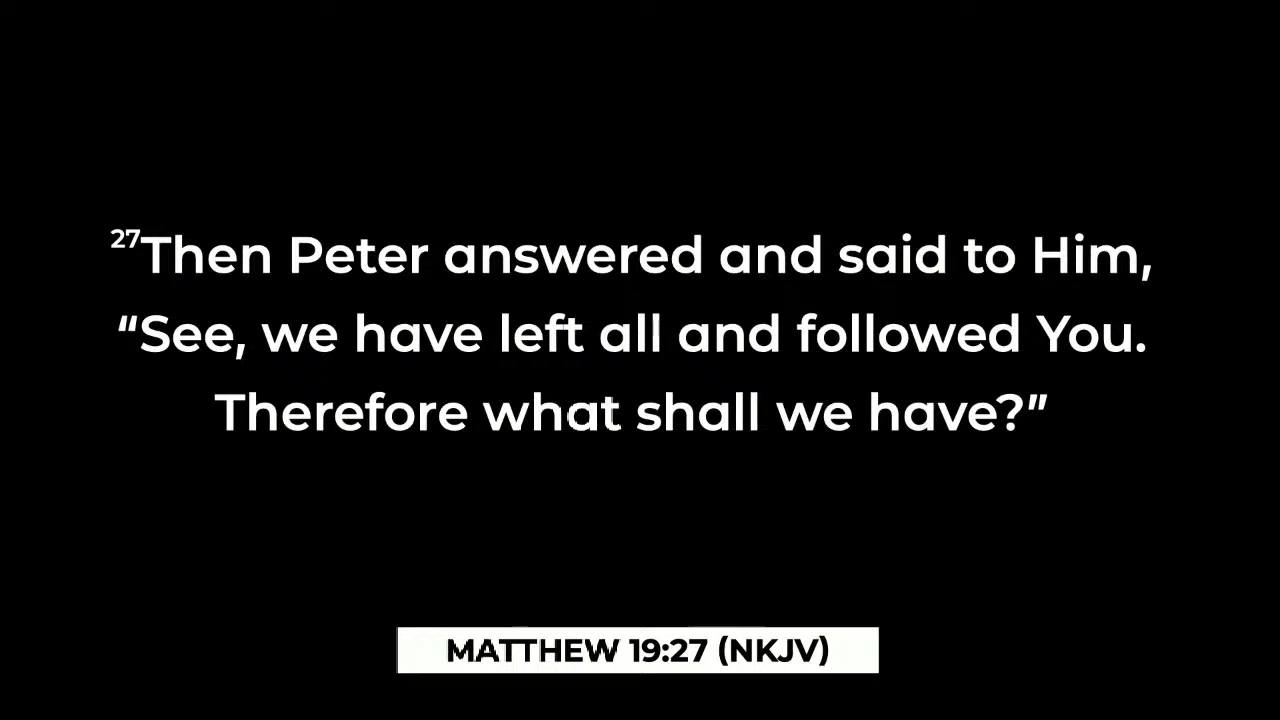 27Then Peter answered and said to Him,
“See, we have left all and followed You.
Therefore what shall we have?”
MATTHEW 19:27 (NKJV)